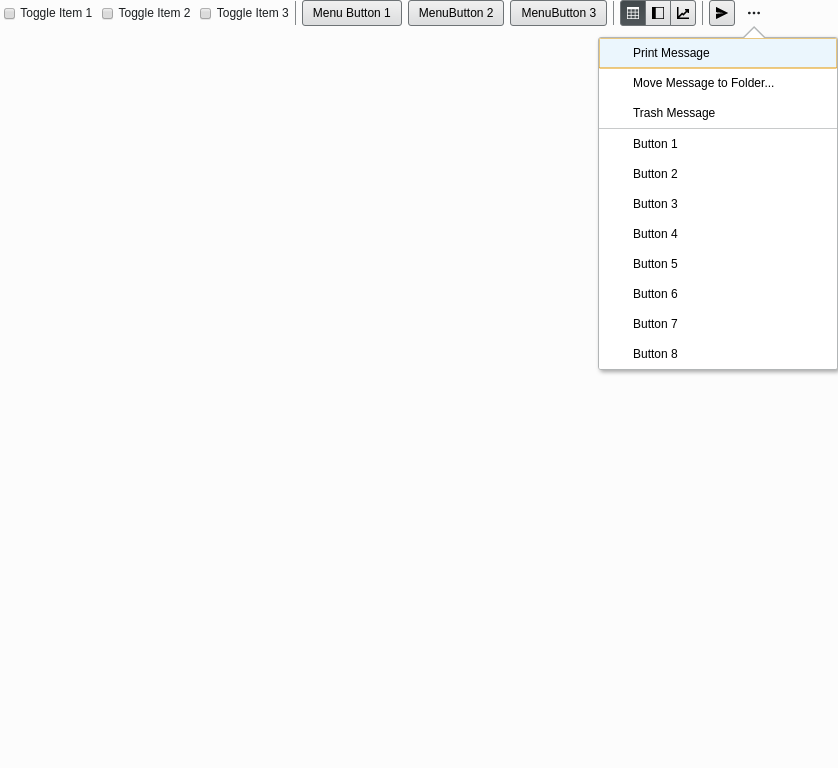 Toggle Item 1 Toggle Item 2 Toggle Item 3 Menu Button 1 MenuButton 2 MenuButton 3
Print Message
Move Message to Folder...
Trash Message
Button 1
Button 2
Button 3
Button 4
Button 5
Button 6
Button 7
Button 8